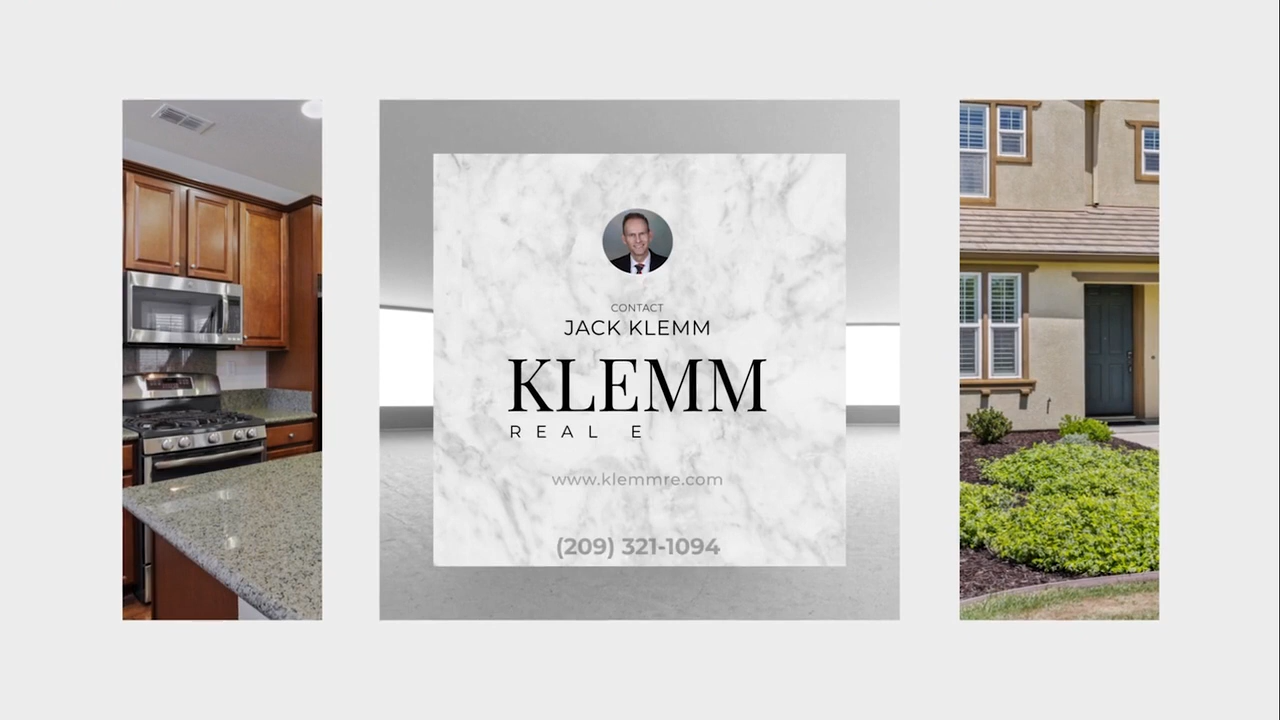 CONTACT
JACK KLEMM
KLEMM
REAL E
www.klemmre.com
(209) 321-1094